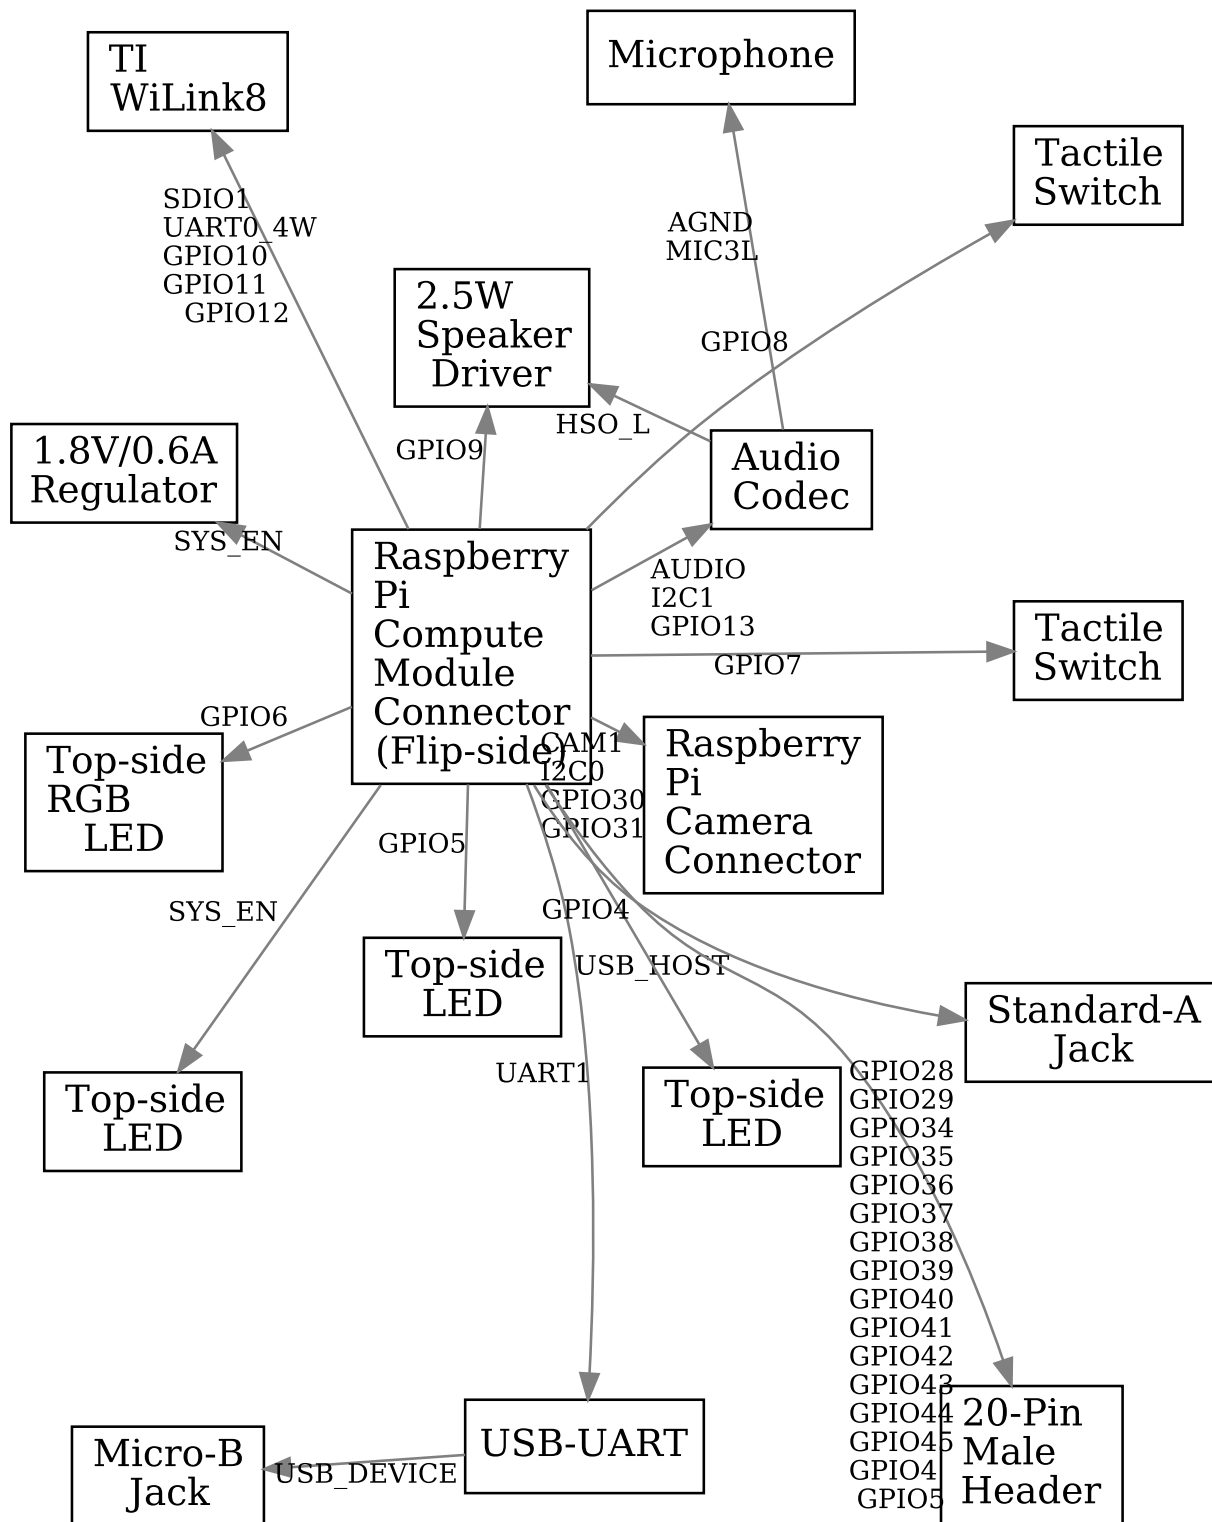 TI
WiLink8
Microphone
Tactile
Switch
SDIO1
UART0_4W
GPIO10
GPIO11
GPIO12
AGND
MIC3L
2.5W
Speaker
Driver
GPIO8
HSO_L
GPIO9
1.8V/0.6A
Regulator
Audio
Codec
SYS_EN
Raspberry
Pi
Compute
Module
Connector
(Flip-side)
AUDIO
I2C1
GPIO13
Tactile
Switch
GPIO7
GPIO6
Top-side
RGB
LED
CAM1
I2C0
GPIO30
GPIO31
Raspberry
Pi
Camera
Connector
GPIO5
SYS_EN
GPIO4
Top-side
LED
USB_HOST
Standard-A
Jack
UART1
Top-side
LED
Top-side
LED
GPIO28
GPIO29
GPIO34
GPIO35
GPIO36
GPIO37
GPIO38
GPIO39
GPIO40
GPIO41
GPIO42
GPIO43
GPIO44
GPIO45
GPIO4
GPIO5
20-Pin
Male
Header
USB-UART
USB_DEVICE
Micro-B
Jack